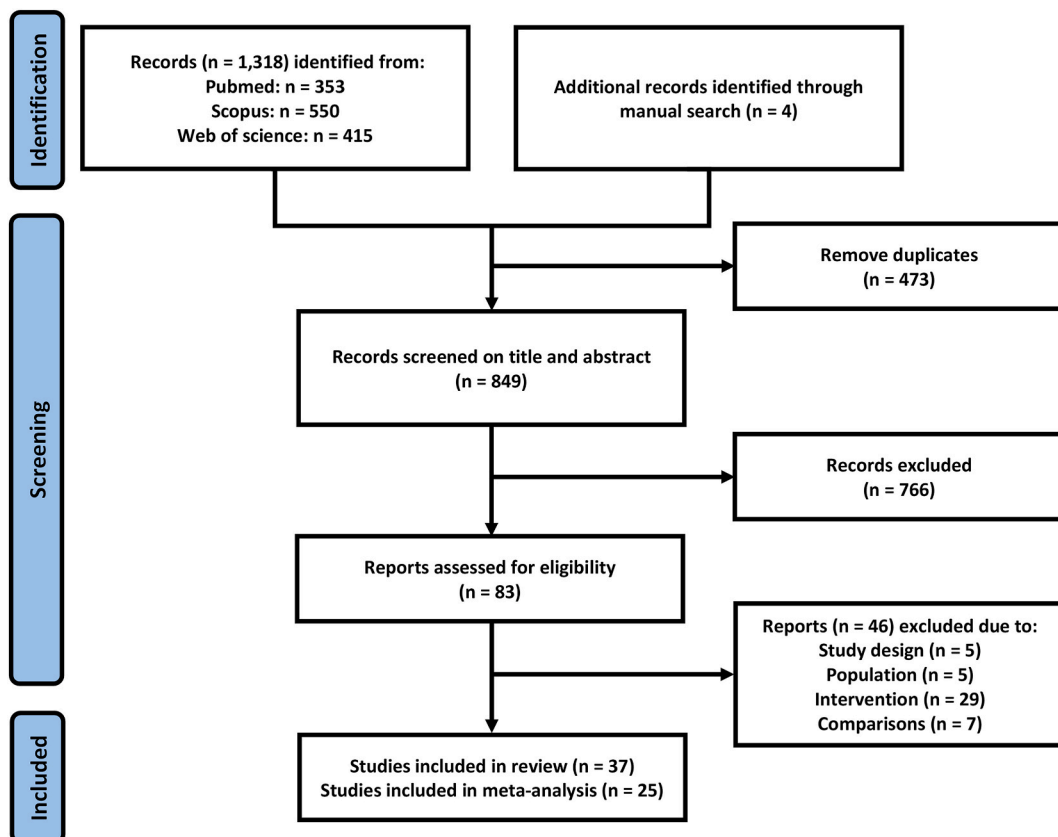 Identification
Records (n = 1,318) identified from:
Pubmed: n = 353
Scopus: n = 550
Web of science: n = 415
Additional records identified through
manual search (n = 4)
Screening
Remove duplicates
(n = 473)
Records screened on title and abstract
(n = 849)
Records excluded
(n = 766)
Reports assessed for eligibility
(n = 83)
Reports (n = 46) excluded due to:
Study design (n = 5)
Population (n = 5)
Intervention (n = 29)
Comparisons (n = 7)
Included
Studies included in review (n = 37)
Studies included in meta-analysis (n = 25)